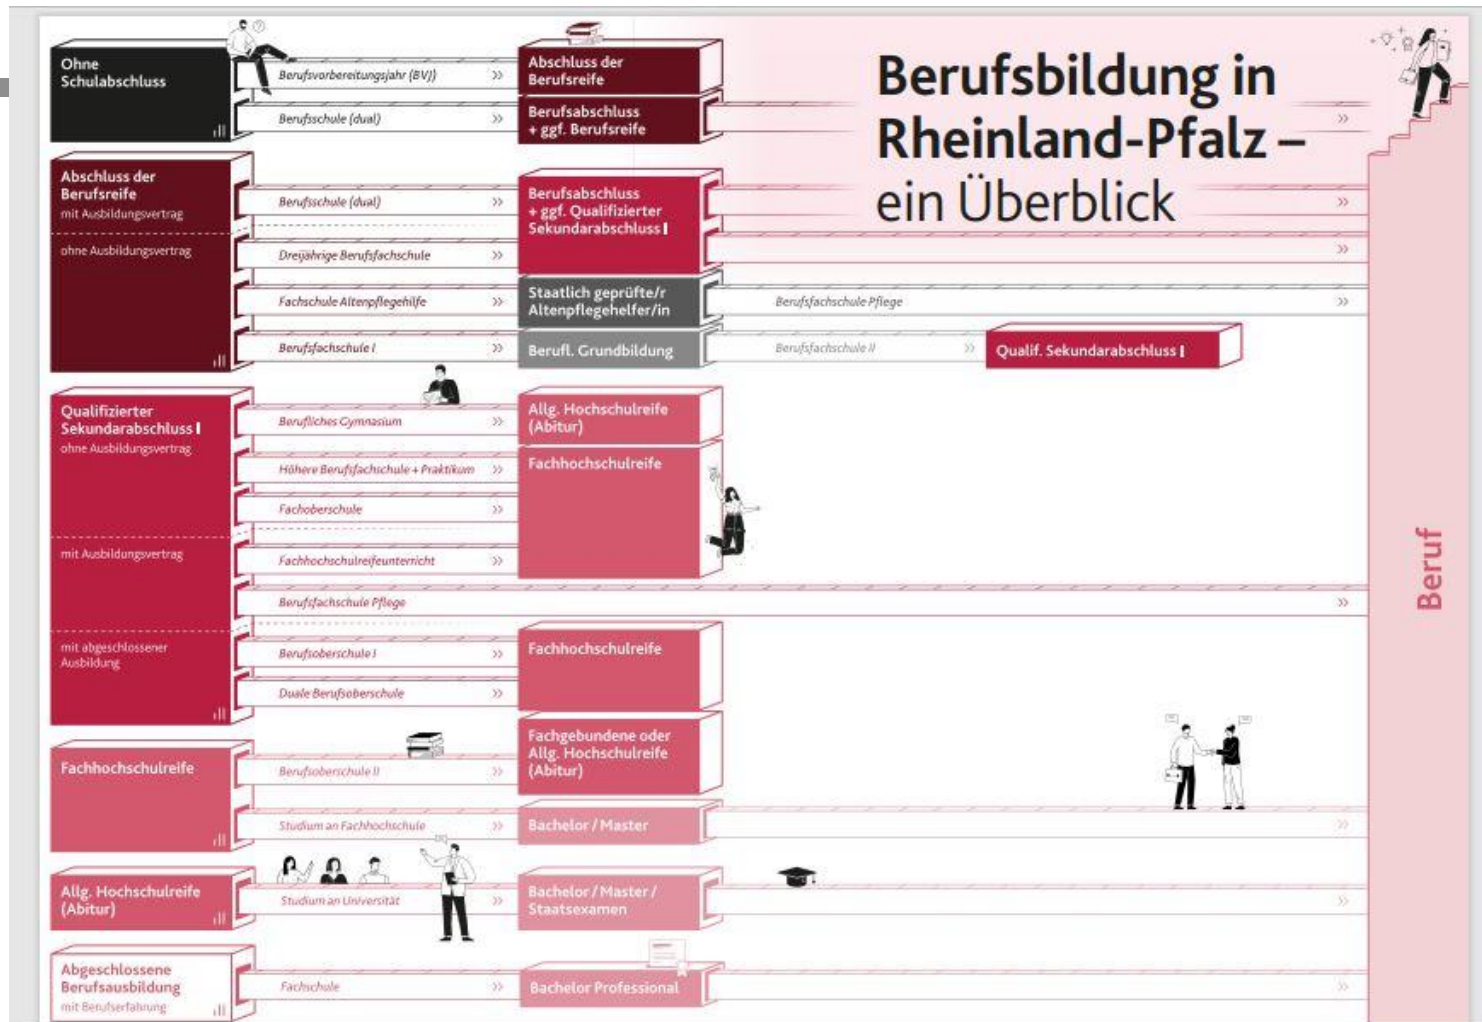 Berufsbildung in
Rheinland-Pfalz –
ein Überblick
Ohne
Schulabschluss
Berufsvorbereitungsjahr (BVJ)
Abschluss der
Berufsreife
Berufsschule (dual)
Berufsabschluss
+ ggf. Berufsreife
Abschluss der
Berufsreife
mit Ausbildungsvertrag
Berufsschule (dual)
Berufsabschluss
+ ggf. Qualifizierter
Sekundarabschluss I
ohne Ausbildungsvertrag
Dreijährige Berufsfachschule
Fachschule Altenpflegehilfe
Staatlich geprüfte/r
Altenpflegehelfer/in
Berufsfachschule Pflege
Berufsfachschule I
Berufl. Grundbildung
Berufsfachschule II
Qualif. Sekundarabschluss I
Qualifizierter
Sekundarabschluss I
ohne Ausbildungsvertrag
Berufliches Gymnasium
Allg. Hochschulreife
(Abitur)
Höhere Berufsfachschule + Praktikum
Fachhochschulreife
Fachoberschule
mit Ausbildungsvertrag
Fachhochschulreifeunterricht
Berufsfachschule Pflege
mit abgeschlossener
Ausbildung
Berufsoberschule I
Fachhochschulreife
Duale Berufsoberschule
Fachhochschulreife
Berufsoberschule II
Fachgebundene oder
Allg. Hochschulreife
(Abitur)
Studium an Fachhochschule
Bachelor / Master
Allg. Hochschulreife
(Abitur)
Studium an Universität
Bachelor / Master /
Staatsexamen
Abgeschlossene
Berufsausbildung
mit Berufserfahrung
Fachschule
Bachelor Professional
Beruf